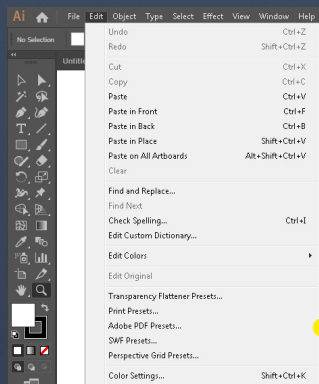 Ai File Edit Object Type Select Effect View Window Help
No Selection
Untitle
Undo Ctrl+Z
Redo Shift+Ctrl+Z
Cut Ctrl+X
Copy Ctrl+C
Paste Ctrl+V
Paste in Front Ctrl+F
Paste in Back Ctrl+B
Paste in Place Shift+Ctrl+V
Paste on All Artboards Alt+Shift+Ctrl+V
Clear
Find and Replace...
Find Next
Check Spelling... Ctrl+I
Edit Custom Dictionary...
Edit Colors
Edit Original
Transparency Flattener Presets...
Print Presets...
Adobe PDF Presets...
SWF Presets...
Perspective Grid Presets...
Color Settings... Shift+Ctrl+K